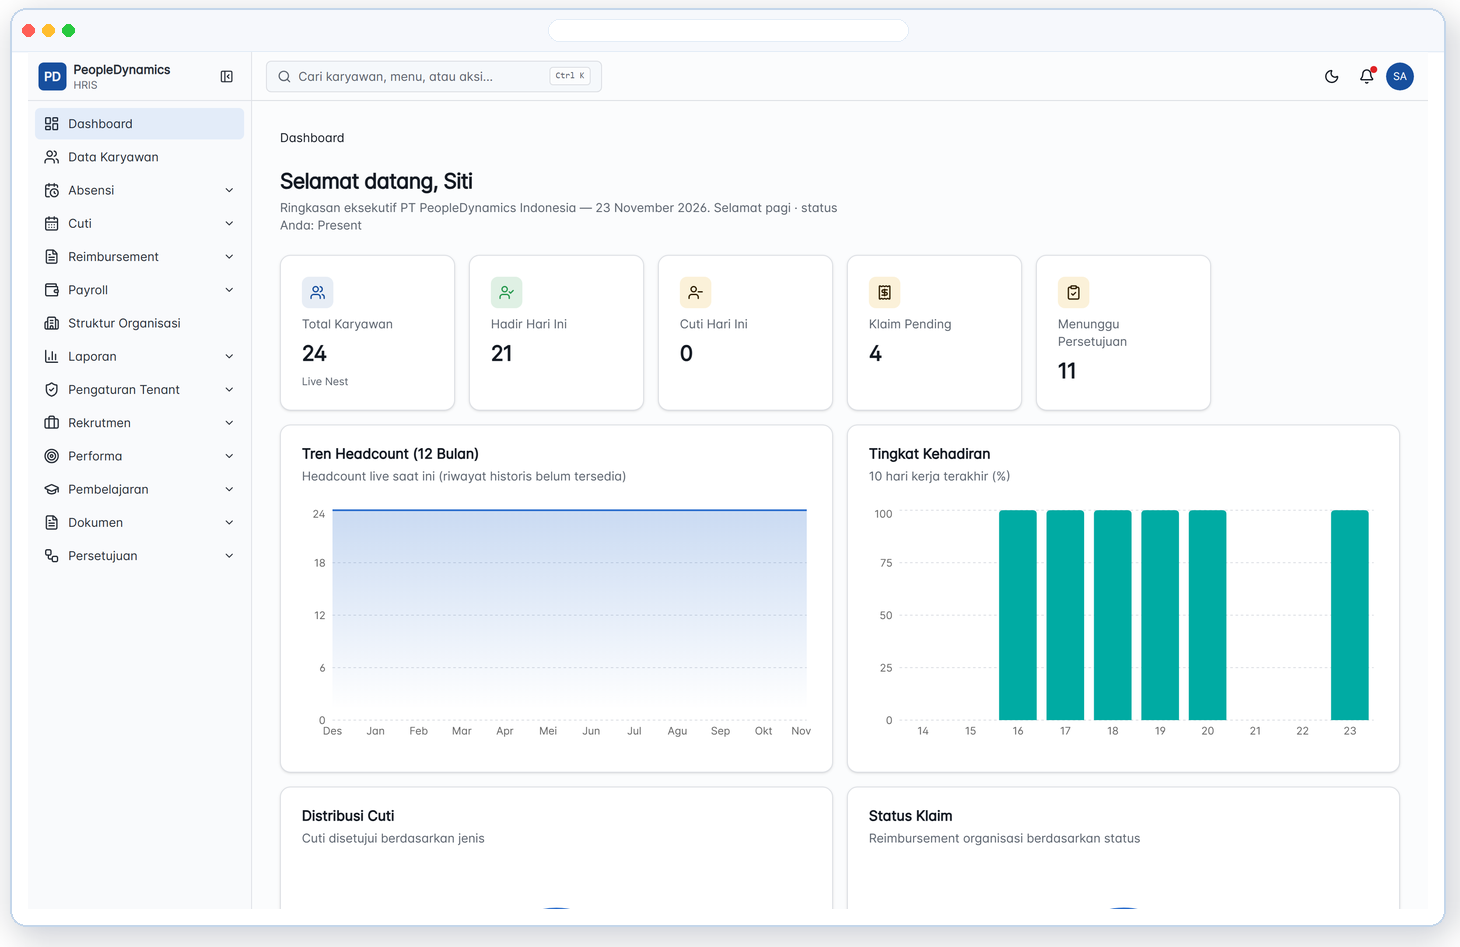 PD
PeopleDynamics
HRIS
Cari karyawan, menu, atau aksi...
Ctrl K
SA
Dashboard
Data Karyawan
Absensi
Cuti
Reimbursement
Payroll
Struktur Organisasi
Laporan
Pengaturan Tenant
Rekrutmen
Performa
Pembelajaran
Dokumen
Persetujuan
Dashboard
Selamat datang, Siti
Ringkasan eksekutif PT PeopleDynamics Indonesia — 23 November 2026. Selamat pagi · status
Anda: Present
Total Karyawan
24
Live Nest
Hadir Hari Ini
21
Cuti Hari Ini
0
Klaim Pending
4
Menunggu
Persetujuan
11
Tren Headcount (12 Bulan)
Headcount live saat ini (riwayat historis belum tersedia)
24
18
12
6
0
Des Jan Feb Mar Apr Mei Jun Jul Agu Sep Okt Nov
Tingkat Kehadiran
10 hari kerja terakhir (%)
100
75
50
25
0
14 15 16 17 18 19 20 21 22 23
Distribusi Cuti
Cuti disetujui berdasarkan jenis
Status Klaim
Reimbursement organisasi berdasarkan status